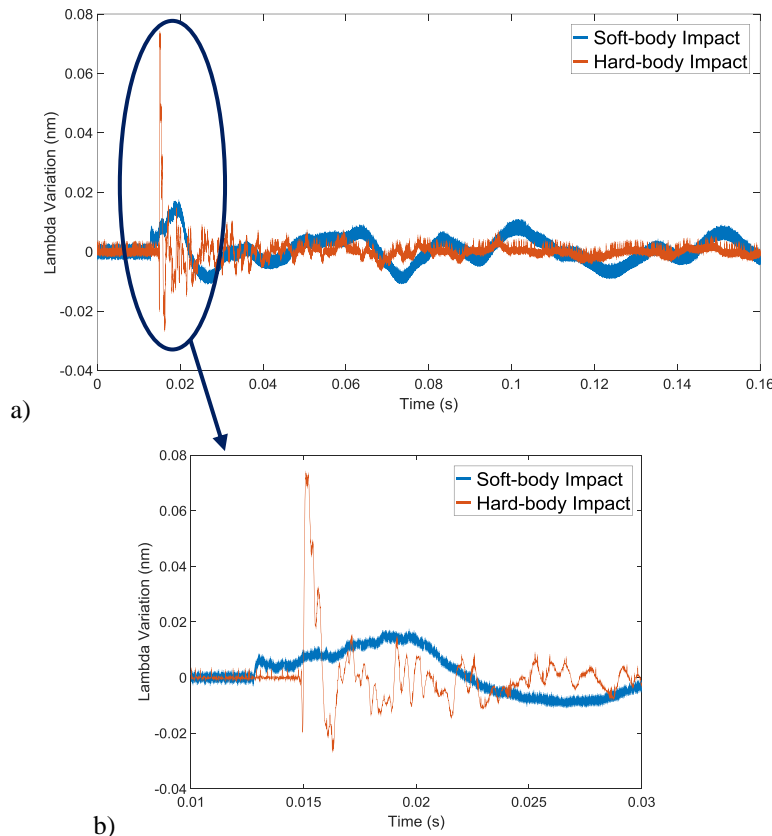 0.08
Soft-body Impact
Hard-body Impact
0.06
0.04
0.02
0
-0.02
-0.04
Lambda Variation (nm)
0 0.02 0.04 0.06 0.08 0.1 0.12 0.14 0.16
Time (s)
a)
0.08
Soft-body Impact
Hard-body Impact
0.06
0.04
0.02
0
-0.02
-0.04
Lambda Variation (nm)
0.01 0.015 0.02 0.025 0.03
Time (s)
b)